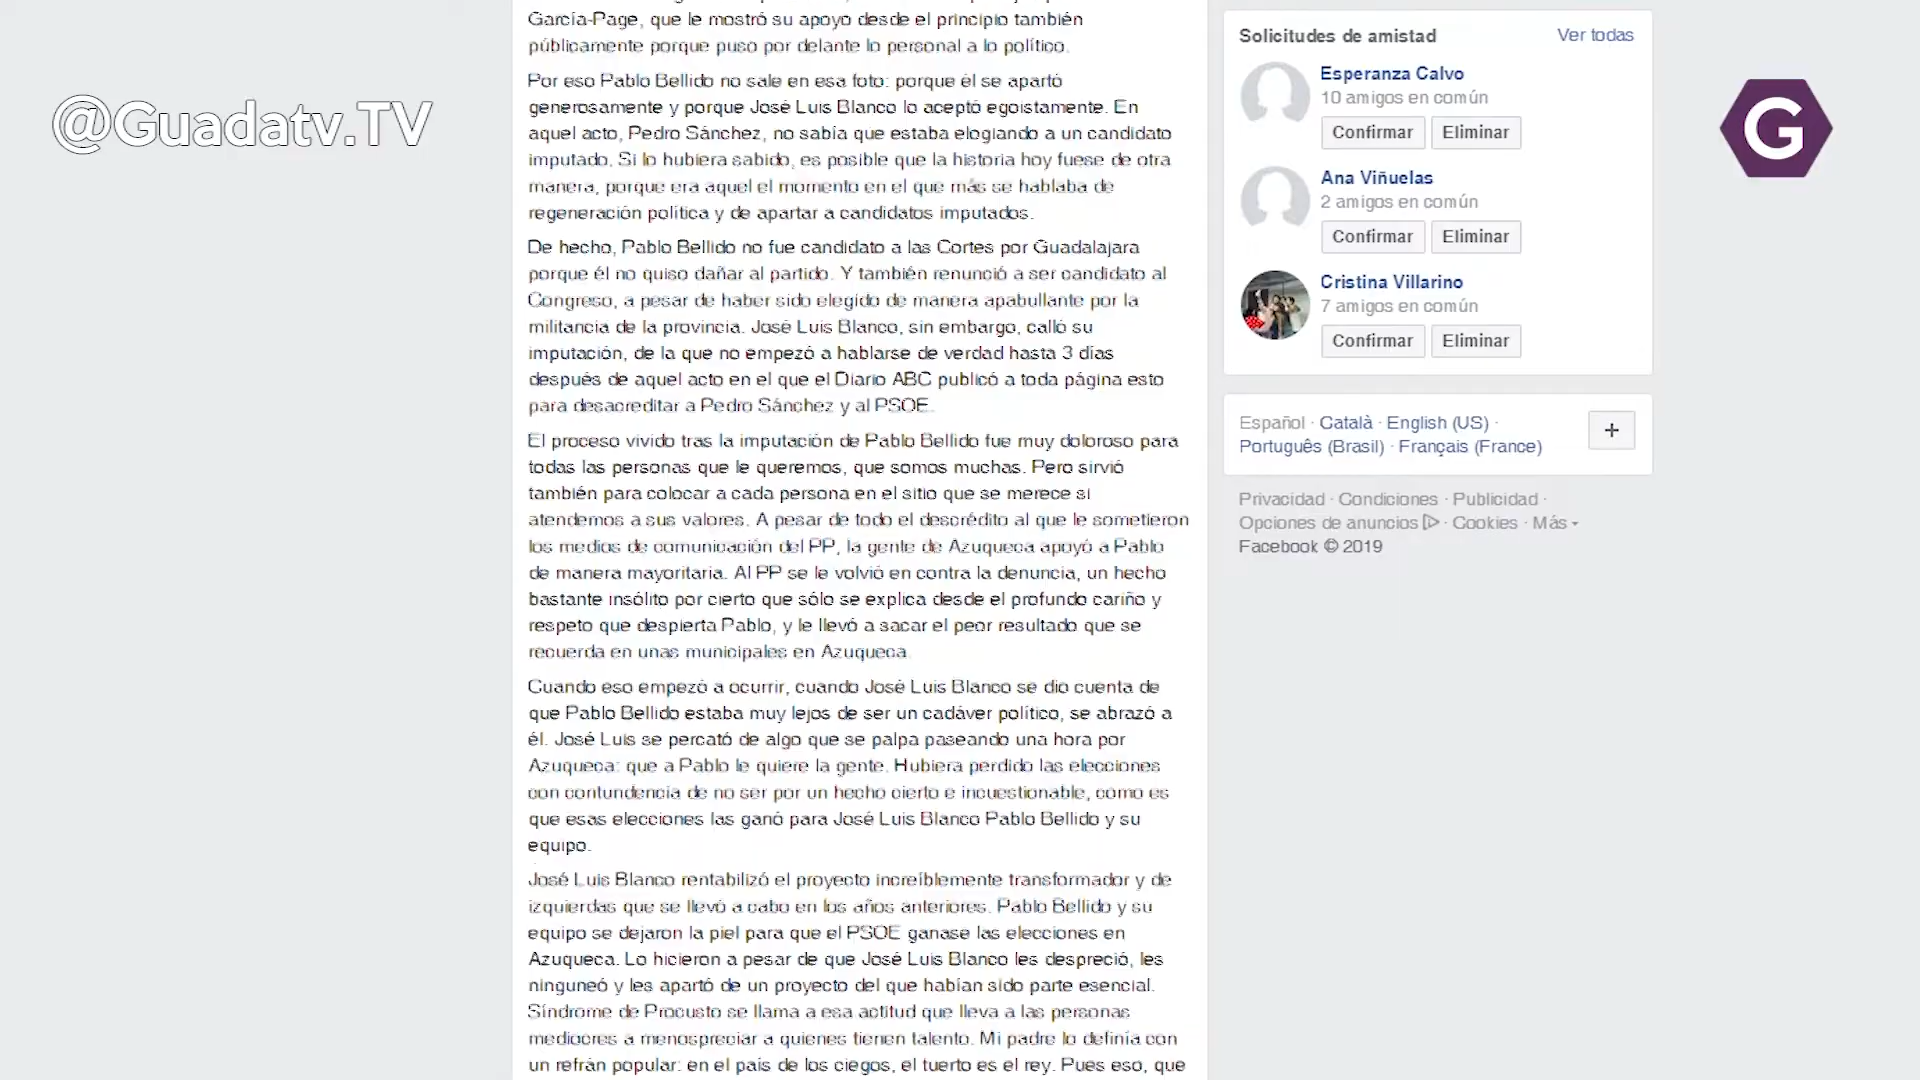 García-Page, que le mostró su apoyo desde el principio también
públicamente porque puso por delante lo personal a lo político.
Por eso Pablo Bellido no sale en esa foto: porque él se apartó
generosamente y porque José Luis Blanco lo aceptó egoistamente. En
aquel acto, Pedro Sánchez, no sabía que estaba elogiando a un candidato
imputado. Si lo hubiera sabido, es posible que la historia hoy fuese de otra
manera, porque era aquel el momento en el que más se hablaba de
regeneración política y de apartar a candidatos imputados.
De hecho, Pablo Bellido no fue candidato a las Cortes por Guadalajara
porque él no quiso dañar al partido. Y también renunció a ser candidato al
Congreso, a pesar de haber sido elegido de manera apabullante por la
militancia de la provincia. José Luis Blanco, sin embargo, calló su
imputación, de la que no empezó a hablarse de verdad hasta 3 días
después de aquel acto en el que el Diario ABC publicó a toda página esto
para desacreditar a Pedro Sánchez y al PSOE.
El proceso vivido tras la imputación de Pablo Bellido fue muy doloroso para
todas las personas que le queremos, que somos muchas. Pero sirvió
también para colocar a cada persona en el sitio que se merece si
atendemos a sus valores. A pesar de todo el descrédito al que le sometieron
los medios de comunicación del PP, la gente de Azuqueca apoyó a Pablo
de manera mayoritaria. Al PP se le volvió en contra la denuncia, un hecho
bastante insólito por cierto que sólo se explica desde el profundo cariño y
respeto que despierta Pablo, y le llevó a sacar el peor resultado que se
recuerda en unas municipales en Azuqueca.
Cuando eso empezó a ocurrir, cuando José Luis Blanco se dio cuenta de
que Pablo Bellido estaba muy lejos de ser un cadáver político, se abrazó a
él. José Luis se percató de algo que se palpa paseando una hora por
Azuqueca: que a Pablo le quiere la gente. Hubiera perdido las elecciones
con contundencia de no ser por un hecho cierto e incuestionable, como es
que esas elecciones las ganó para José Luis Blanco Pablo Bellido y su
equipo.
José Luis Blanco rentabilizó el proyecto increíblemente transformador y de
izquierdas que se llevó a cabo en los años anteriores. Pablo Bellido y su
equipo se dejaron la piel para que el PSOE ganase las elecciones en
Azuqueca. Lo hicieron a pesar de que José Luis Blanco les despreció, les
ninguneó y les apartó de un proyecto del que habían sido parte esencial.
Síndrome de Procusto se llama a esa actitud que lleva a las personas
mediocres a menospreciar a quienes tienen talento. Mi padre lo definía con
un refrán popular: en el país de los ciegos, el tuerto es el rey. Pues eso, que
@Guadatv.TV
Solicitudes de amistad Ver todas
Esperanza Calvo
10 amigos en común
Confirmar Eliminar
Ana Viñuelas
2 amigos en común
Confirmar Eliminar
Cristina Villarino
7 amigos en común
Confirmar Eliminar
Español · Català · English (US) ·
Português (Brasil) · Français (France)
+
Privacidad · Condiciones · Publicidad ·
Opciones de anuncios · Cookies · Más
Facebook © 2019
G